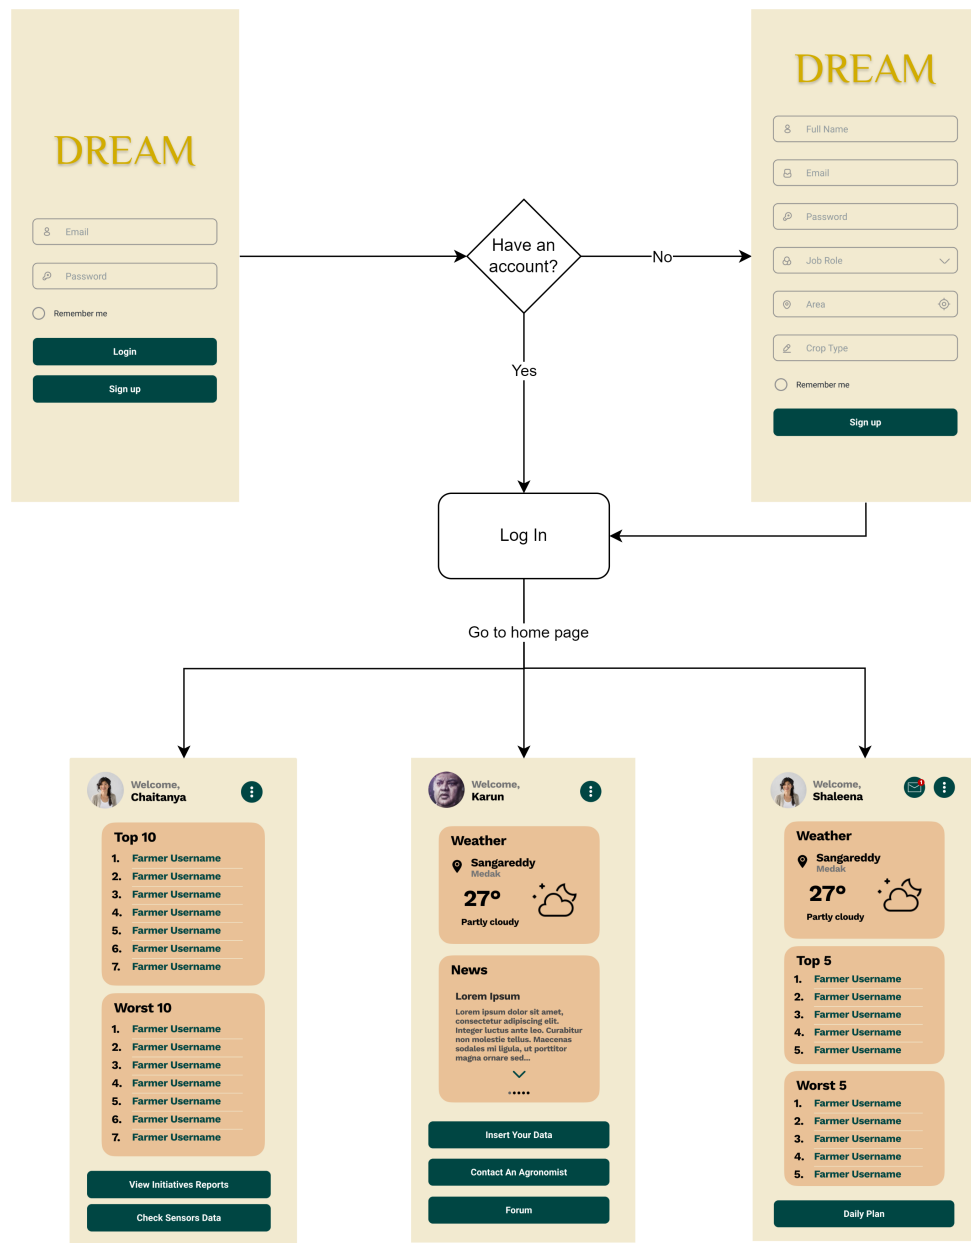 DREAM
Email
Password
Remember me
Login
Sign up
Have an
account?
No
Yes
DREAM
Full Name
Email
Password
Job Role
Area
Crop Type
Remember me
Sign up
Log In
Go to home page
Welcome,
Chaitanya
Top 10
1. Farmer Username
2. Farmer Username
3. Farmer Username
4. Farmer Username
5. Farmer Username
6. Farmer Username
7. Farmer Username
Worst 10
1. Farmer Username
2. Farmer Username
3. Farmer Username
4. Farmer Username
5. Farmer Username
6. Farmer Username
7. Farmer Username
View Initiatives Reports
Check Sensors Data
Welcome,
Karun
Weather
Sangareddy
Medak
27°
Partly cloudy
News
Lorem Ipsum
Lorem ipsum dolor sit amet,
consectetur adipiscing elit.
Integer luctus ante leo. Curabitur
non molestie tellus. Maecenas
sodales mi ligula, ut porttitor
magna ornare sed...
Insert Your Data
Contact An Agronomist
Forum
Welcome,
Shaleena
1
Weather
Sangareddy
Medak
27°
Partly cloudy
Top 5
1. Farmer Username
2. Farmer Username
3. Farmer Username
4. Farmer Username
5. Farmer Username
Worst 5
1. Farmer Username
2. Farmer Username
3. Farmer Username
4. Farmer Username
5. Farmer Username
Daily Plan